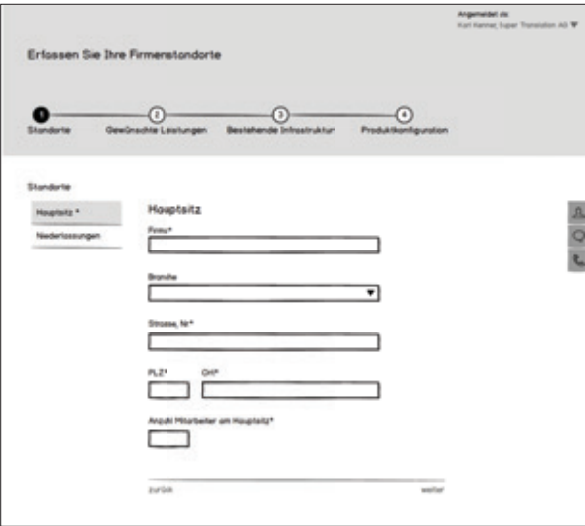 Angemeldet als:
Karl Kenner, Super Translation AG
Erfassen Sie Ihre Firmenstandorte
1 2 3 4
Standorte Gewünschte Leistungen Bestehende Infrastruktur Produktkonfiguration
Standorte
Hauptsitz *
Niederlassungen
Hauptsitz
Firma*
Branche
Strasse, Nr*
PLZ* Ort*
Anzahl Mitarbeiter am Hauptsitz*
zurück weiter